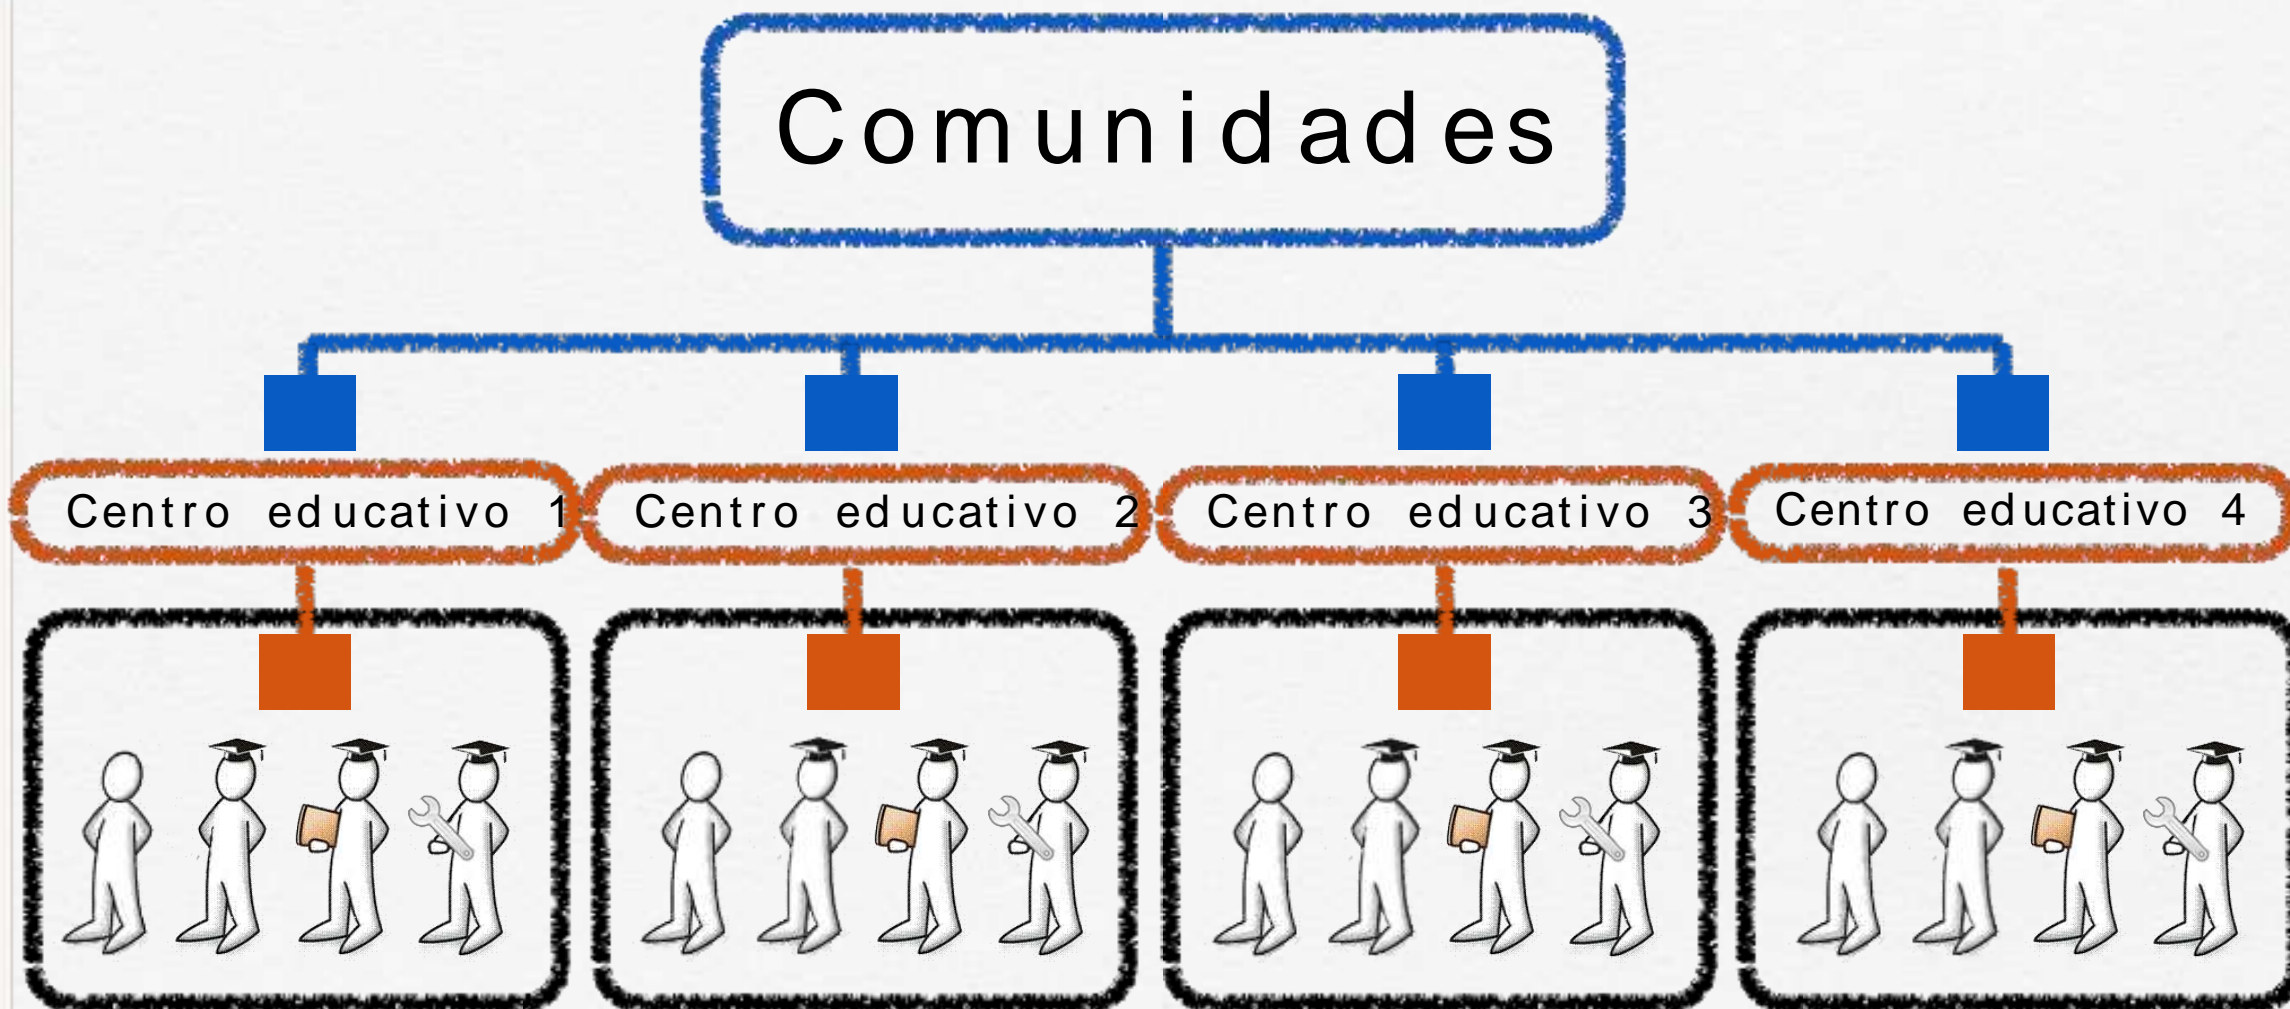 Comunidades
Centro educativo 1
Centro educativo 2
Centro educativo 3
Centro educativo 4